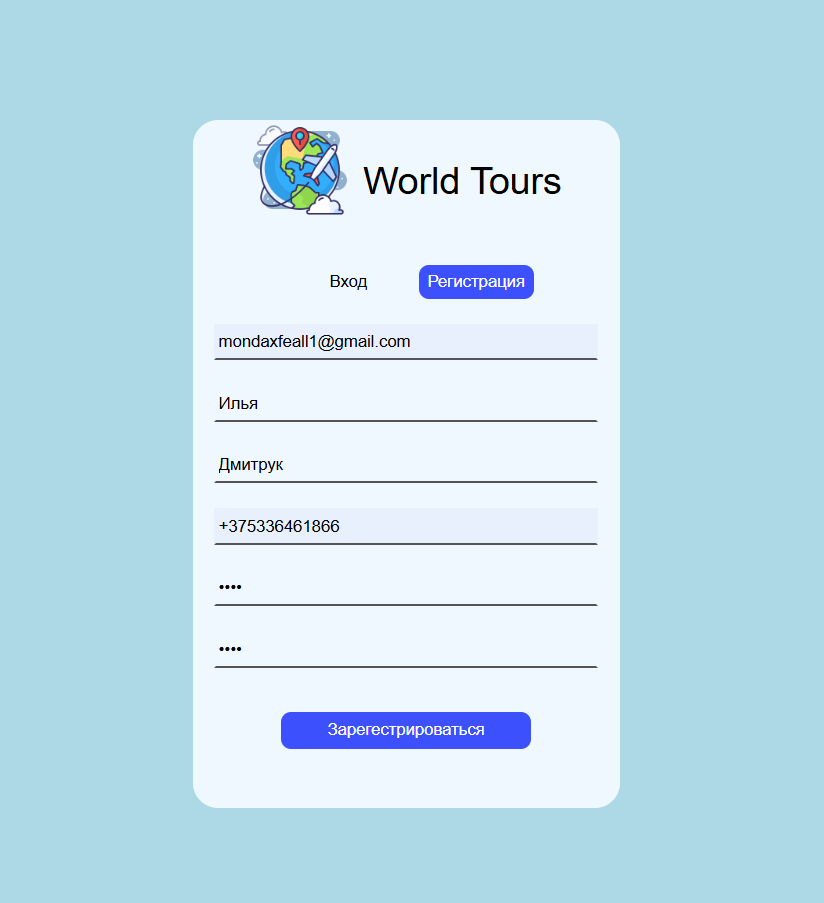 World Tours
Вход Регистрация
mondaxfeall1@gmail.com
Илья
Дмитрук
+375336461866
••••
••••
Зарегестрироваться